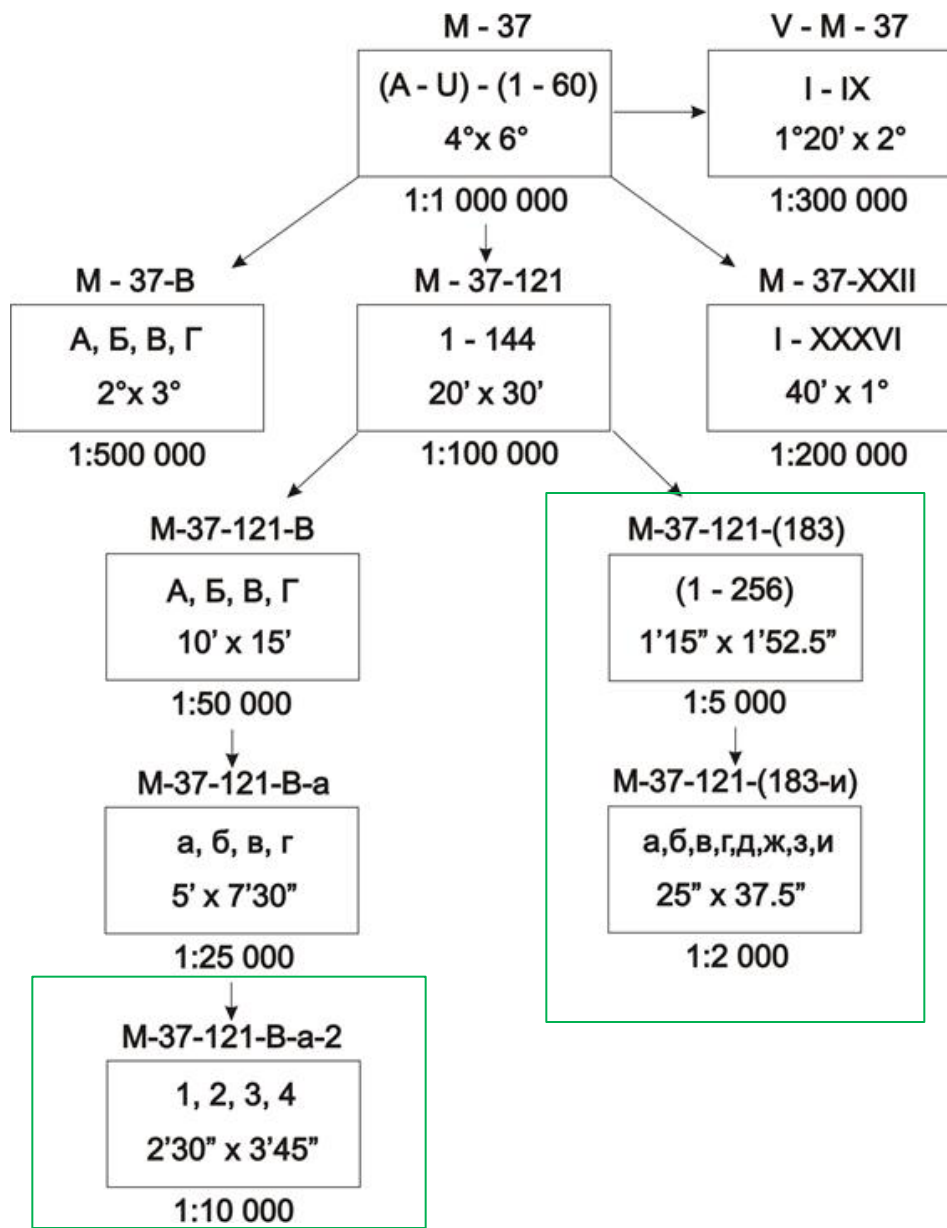 М - 37
(A - U) - (1 - 60)
4°x 6°
1:1 000 000
V - М - 37
I - IX
1°20’ x 2°
1:300 000
М - 37-В
А, Б, В, Г
2°x 3°
1:500 000
М - 37-121
1 - 144
20’ x 30’
1:100 000
М - 37-XXII
I - XXXVI
40’ x 1°
1:200 000
М-37-121-В
А, Б, В, Г
10’ x 15’
1:50 000
М-37-121-(183)
(1 - 256)
1’15” x 1’52.5”
1:5 000
М-37-121-В-а
а, б, в, г
5’ x 7’30”
1:25 000
М-37-121-(183-и)
а,б,в,г,д,ж,з,и
25” x 37.5”
1:2 000
М-37-121-В-а-2
1, 2, 3, 4
2’30” x 3’45”
1:10 000